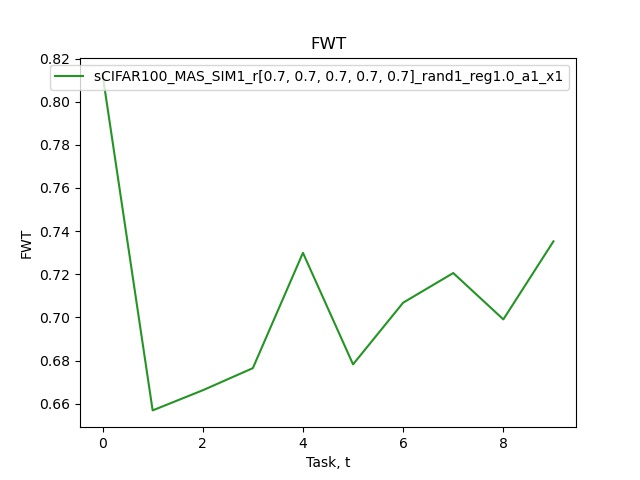 FWT
sCIFAR100_MAS_SIM1_r[0.7, 0.7, 0.7, 0.7, 0.7]_rand1_reg1.0_a1_x1
0.82
0.80
0.78
0.76
0.74
0.72
0.70
0.68
0.66
FWT
0 2 4 6 8
Task, t